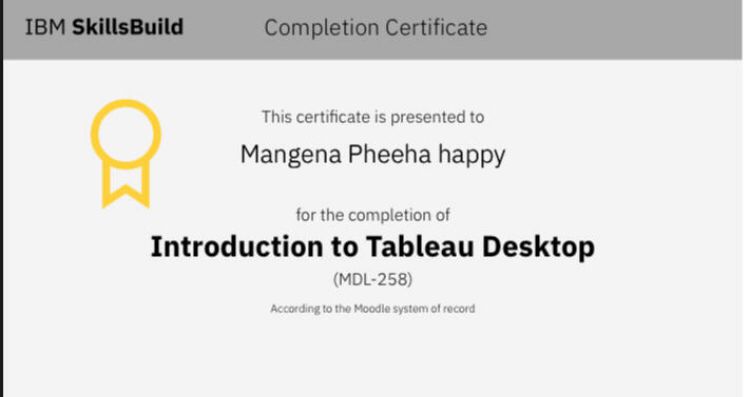 IBM SkillsBuild
Completion Certificate
This certificate is presented to
Mangena Pheeha happy
for the completion of
Introduction to Tableau Desktop
(MDL-258)
According to the Moodle system of record